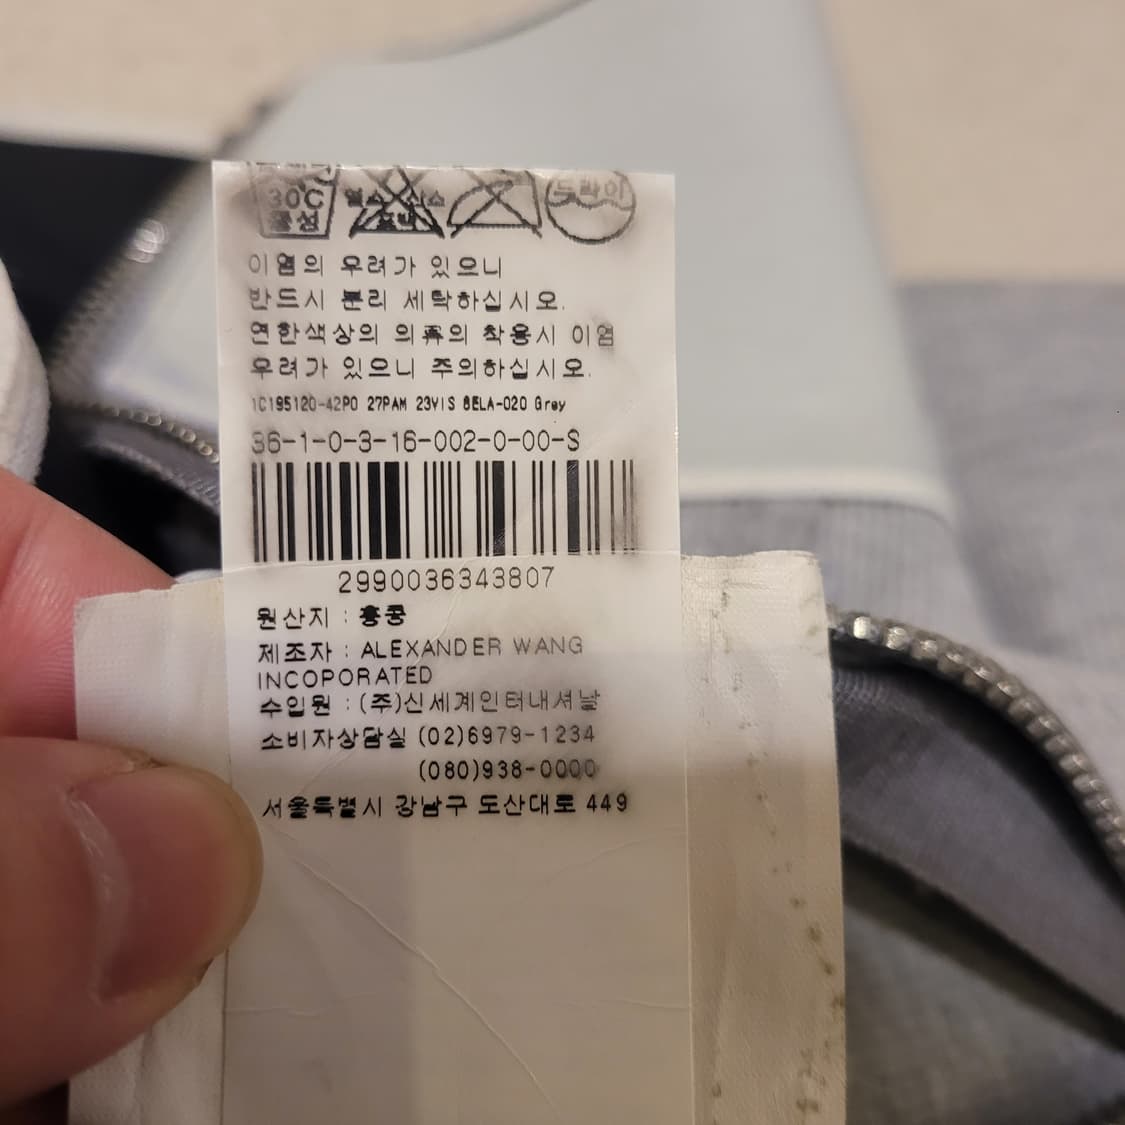 30C
중성
드라이
이염의 우려가 있으니
반드시 분리 세탁하십시오.
연한색상의 의류의 착용시 이염
우려가 있으니 주의하십시오.
1C195120-42P0 27PAM 23VIS BELA-020 Grey
36-1-0-3-16-002-0-00-S
2990036343807
원산지 : 홍콩
제조자 : ALEXANDER WANG
INCOPORATED
수입원 : (주)신세계인터내셔날
소비자상담실 (02)6979-1234
(080)938-0000
서울특별시 강남구 도산대로 449